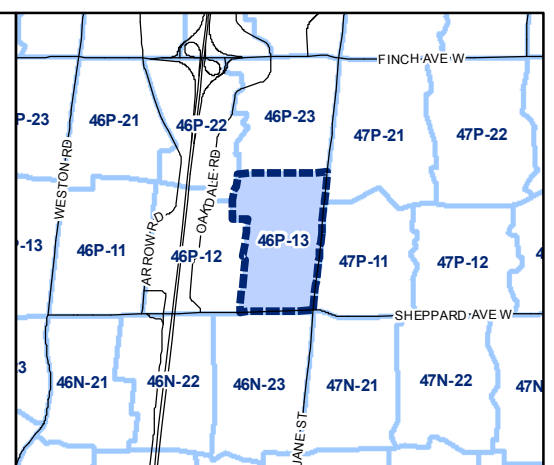 FINCH AVE W
P-23
46P-21
46P-22
46P-23
47P-21
47P-22
WESTON RD
OAKDALE RD
ARROW RD
-13
46P-11
46P-12
46P-13
47P-11
47P-12
4
SHEPPARD AVE W
3
46N-21
46N-22
46N-23
47N-21
47N-22
47N
JANE ST